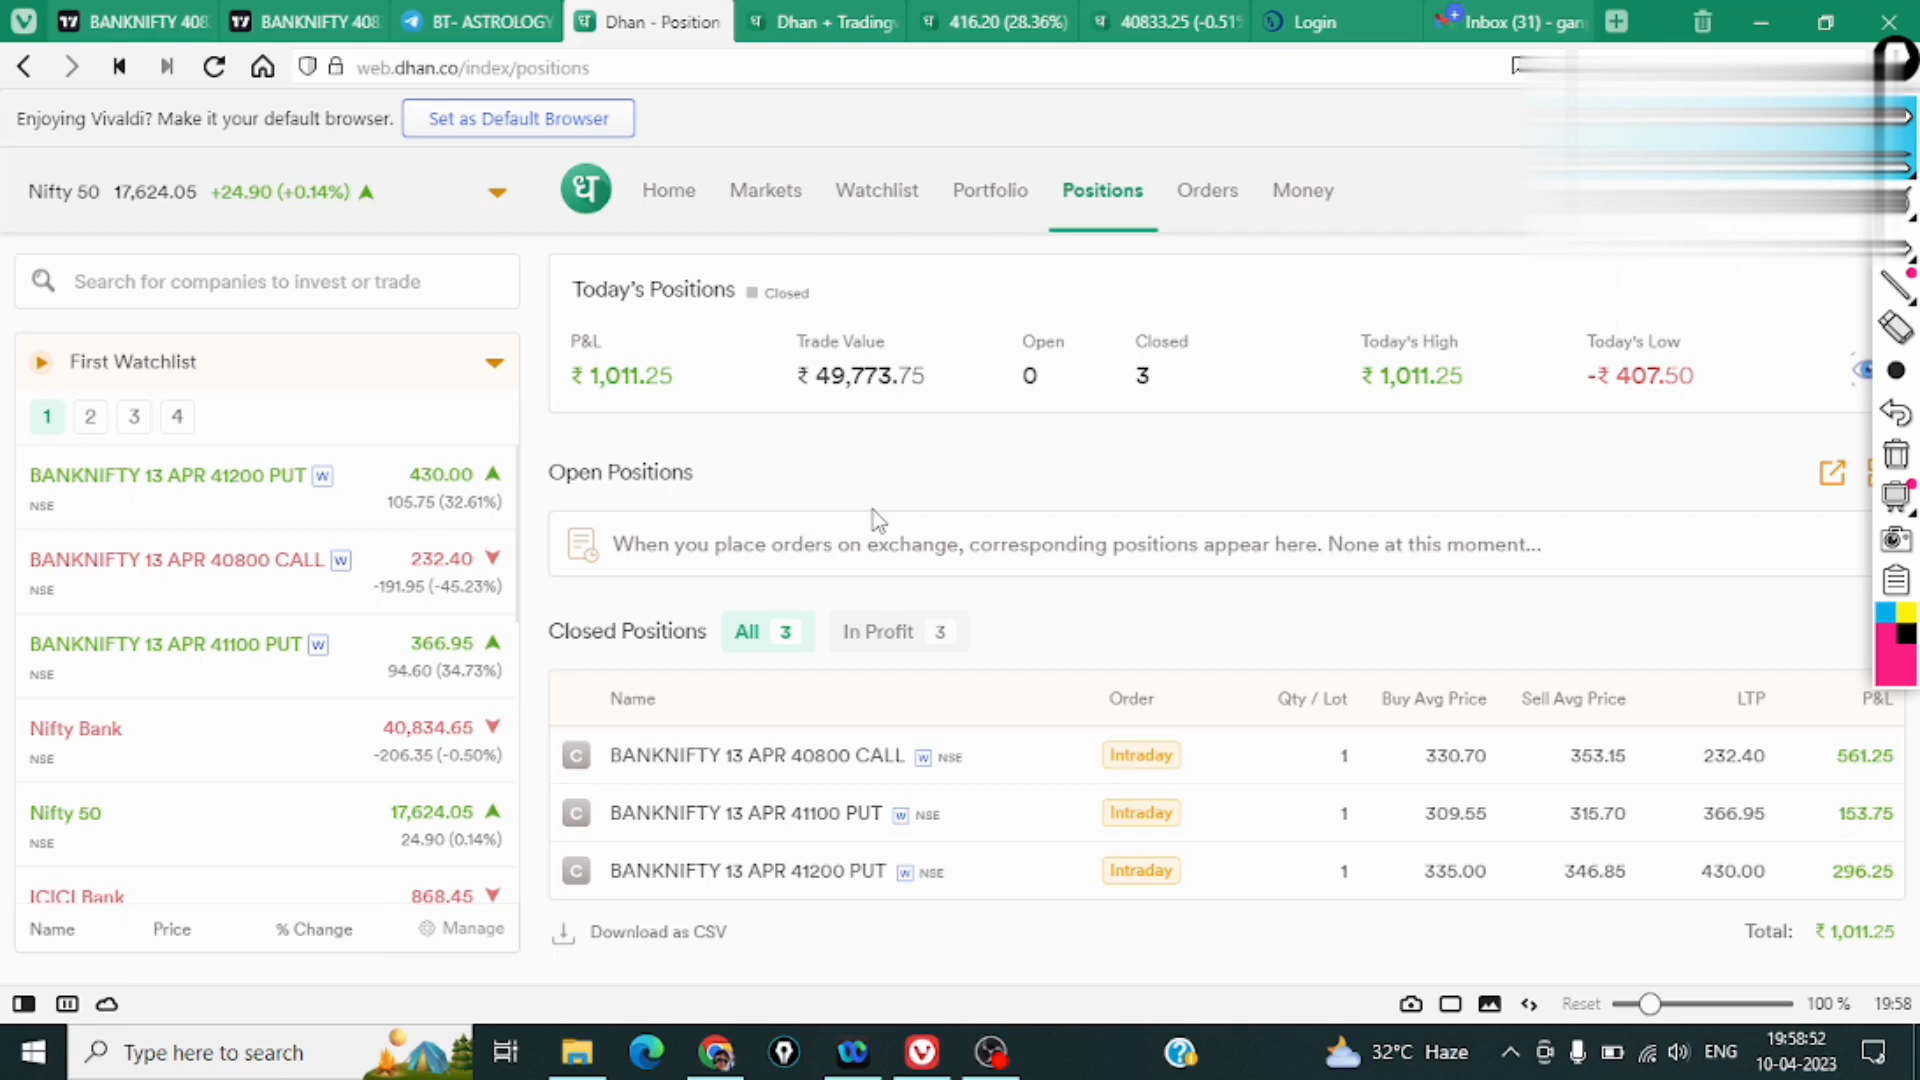 BANKNIFTY 408
BANKNIFTY 408
BT- ASTROLOGY
Dhan - Position
Dhan + Tradingv
416.20 (28.36%)
40833.25 (-0.51%
Login
Inbox (31) - gan
web.dhan.co/index/positions
Enjoying Vivaldi? Make it your default browser.
Set as Default Browser
Nifty 50 17,624.05 +24.90 (+0.14%)
ध
Home
Markets
Watchlist
Portfolio
Positions
Orders
Money
Search for companies to invest or trade
First Watchlist
1 2 3 4
BANKNIFTY 13 APR 41200 PUT W 430.00
NSE 105.75 (32.61%)
BANKNIFTY 13 APR 40800 CALL W 232.40
NSE -191.95 (-45.23%)
BANKNIFTY 13 APR 41100 PUT W 366.95
NSE 94.60 (34.73%)
Nifty Bank 40,834.65
NSE -206.35 (-0.50%)
Nifty 50 17,624.05
NSE 24.90 (0.14%)
ICICI Bank 868.45
Name Price % Change Manage
Today's Positions Closed
P&L Trade Value Open Closed Today's High Today's Low
₹ 1,011.25 ₹ 49,773.75 0 3 ₹ 1,011.25 -₹ 407.50
Open Positions
When you place orders on exchange, corresponding positions appear here. None at this moment...
Closed Positions All 3 In Profit 3
Name Order Qty / Lot Buy Avg Price Sell Avg Price LTP P&L
C BANKNIFTY 13 APR 40800 CALL W NSE Intraday 1 330.70 353.15 232.40 561.25
C BANKNIFTY 13 APR 41100 PUT W NSE Intraday 1 309.55 315.70 366.95 153.75
C BANKNIFTY 13 APR 41200 PUT W NSE Intraday 1 335.00 346.85 430.00 296.25
Download as CSV
Total: ₹ 1,011.25
Reset 100 % 19:58
Type here to search
32°C Haze
ENG
19:58:52
10-04-2023